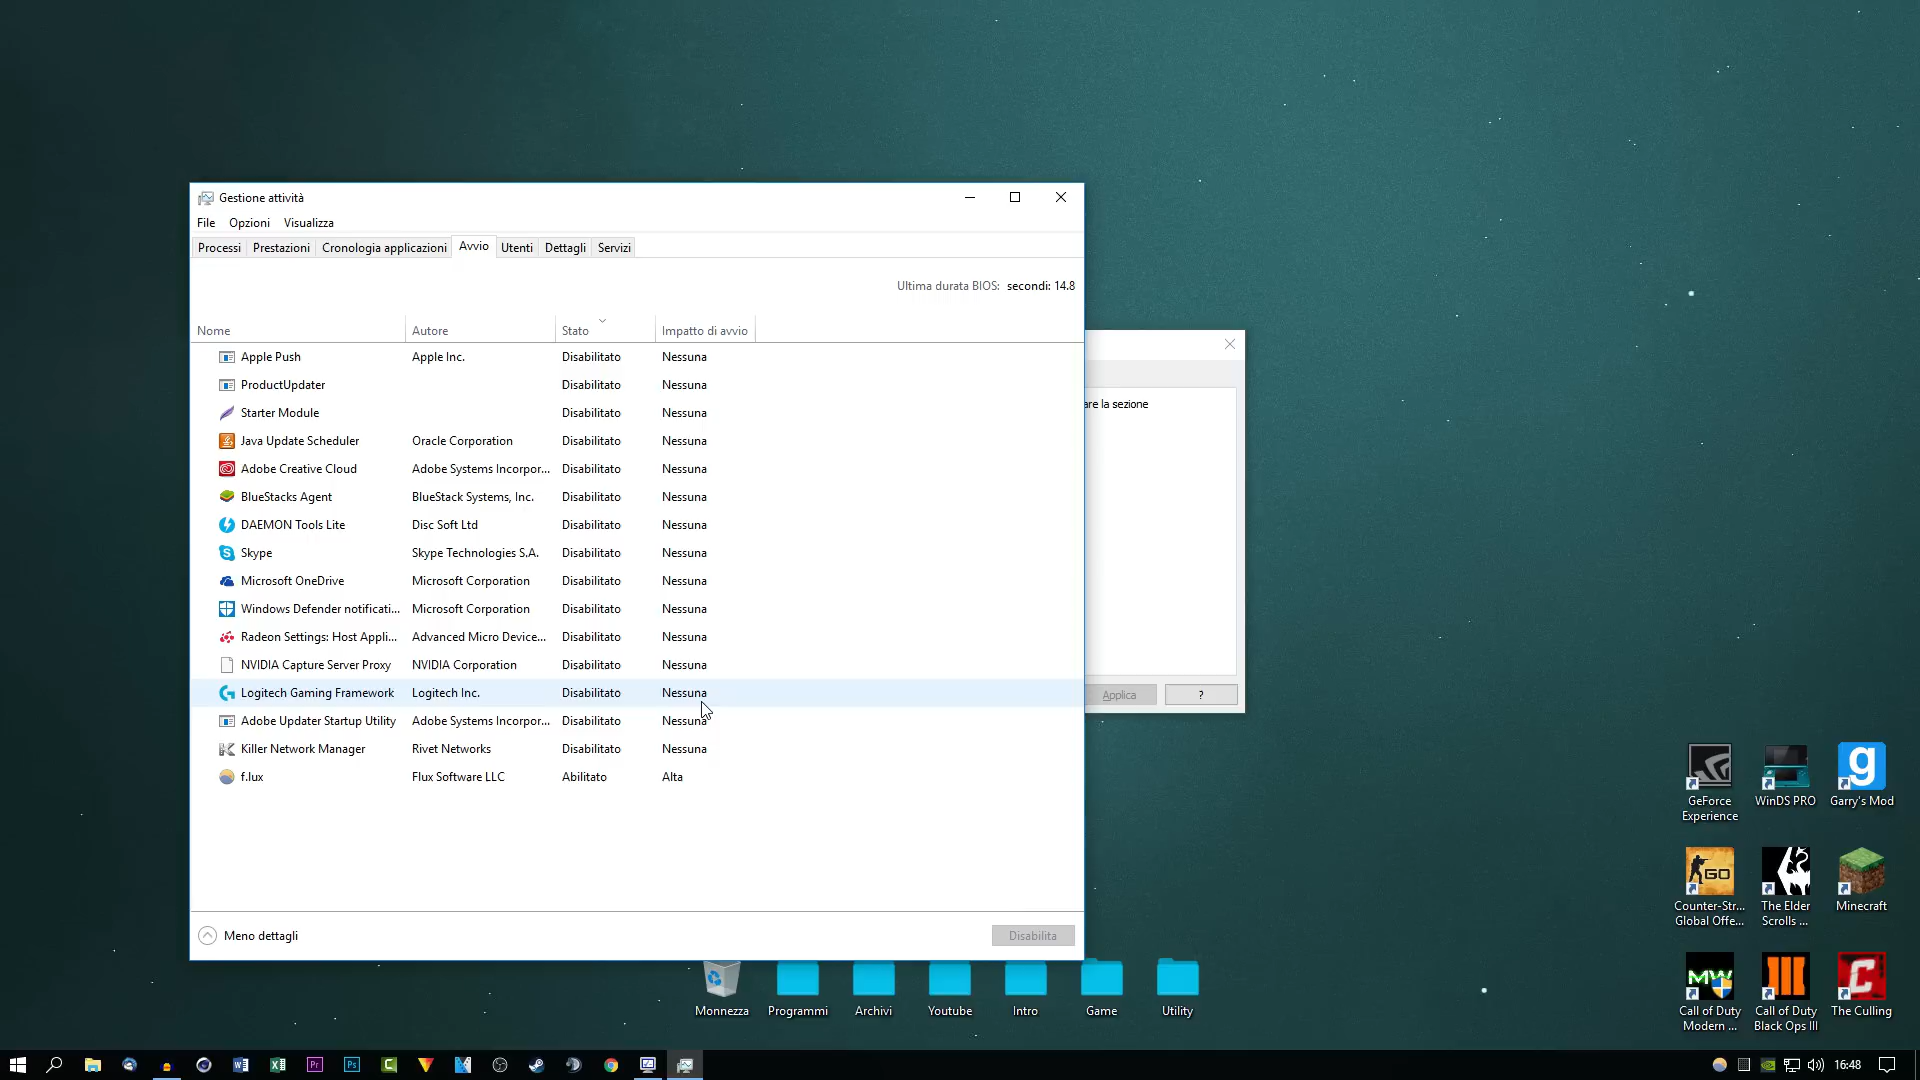 Gestione attività
File Opzioni Visualizza
Processi Prestazioni Cronologia applicazioni Avvio Utenti Dettagli Servizi
Ultima durata BIOS: secondi: 14.8
Nome Autore Stato Impatto di avvio
Apple Push Apple Inc. Disabilitato Nessuna
ProductUpdater Disabilitato Nessuna
Starter Module Disabilitato Nessuna
Java Update Scheduler Oracle Corporation Disabilitato Nessuna
Adobe Creative Cloud Adobe Systems Incorpor... Disabilitato Nessuna
BlueStacks Agent BlueStack Systems, Inc. Disabilitato Nessuna
DAEMON Tools Lite Disc Soft Ltd Disabilitato Nessuna
Skype Skype Technologies S.A. Disabilitato Nessuna
Microsoft OneDrive Microsoft Corporation Disabilitato Nessuna
Windows Defender notificati... Microsoft Corporation Disabilitato Nessuna
Radeon Settings: Host Appli... Advanced Micro Device... Disabilitato Nessuna
NVIDIA Capture Server Proxy NVIDIA Corporation Disabilitato Nessuna
Logitech Gaming Framework Logitech Inc. Disabilitato Nessuna
Adobe Updater Startup Utility Adobe Systems Incorpor... Disabilitato Nessuna
Killer Network Manager Rivet Networks Disabilitato Nessuna
f.lux Flux Software LLC Abilitato Alta
Meno dettagli Disabilita
are la sezione
Applica ?
GeForce Experience
WinDS PRO
Garry's Mod
GO
Counter-Str... Global Offe...
The Elder Scrolls ...
Minecraft
MW
Call of Duty Modern ...
Call of Duty Black Ops III
The Culling
Monnezza Programmi Archivi Youtube Intro Game Utility
16:48